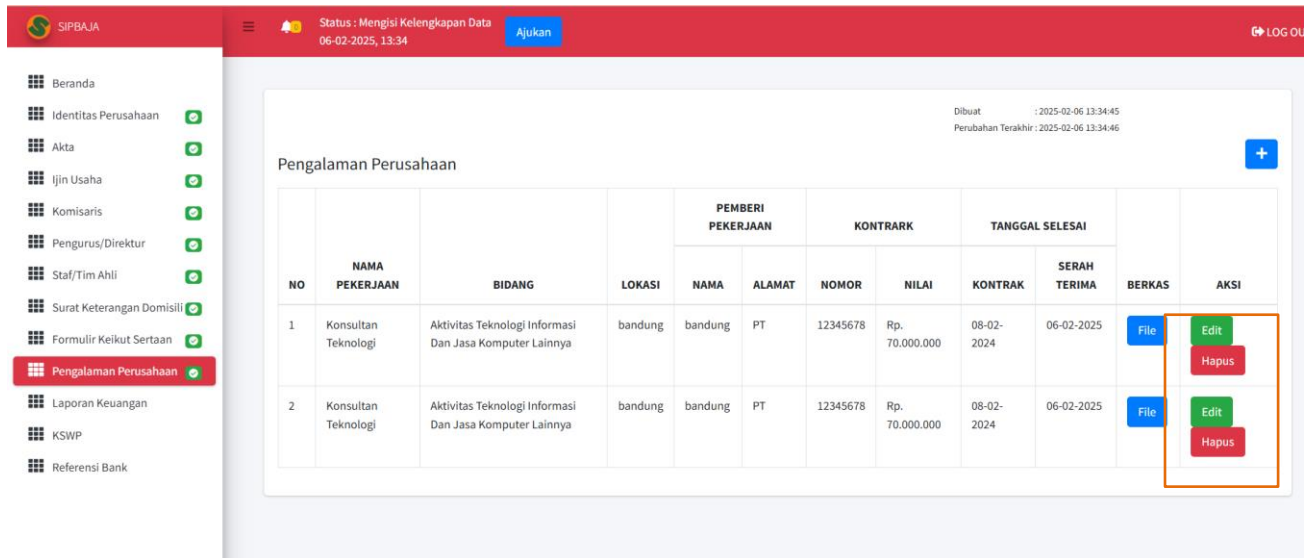 SIPBAJA
Status : Mengisi Kelengkapan Data
06-02-2025, 13:34
Ajukan
LOG OU
Beranda
Identitas Perusahaan
Akta
Ijin Usaha
Komisaris
Pengurus/Direktur
Staf/Tim Ahli
Surat Keterangan Domisili
Formulir Keikut Sertaan
Pengalaman Perusahaan
Laporan Keuangan
KSWP
Referensi Bank
Dibuat : 2025-02-06 13:34:45
Perubahan Terakhir : 2025-02-06 13:34:46
+
Pengalaman Perusahaan
PEMBERI PEKERJAAN KONTRARK TANGGAL SELESAI
NO NAMA PEKERJAAN BIDANG LOKASI NAMA ALAMAT NOMOR NILAI KONTRAK SERAH TERIMA BERKAS AKSI
1 Konsultan Aktivitas Teknologi Informasi bandung bandung PT 12345678 Rp. 08-02- 06-02-2025 File Edit
Teknologi Dan Jasa Komputer Lainnya 70.000.000 2024 Hapus
2 Konsultan Aktivitas Teknologi Informasi bandung bandung PT 12345678 Rp. 08-02- 06-02-2025 File Edit
Teknologi Dan Jasa Komputer Lainnya 70.000.000 2024 Hapus